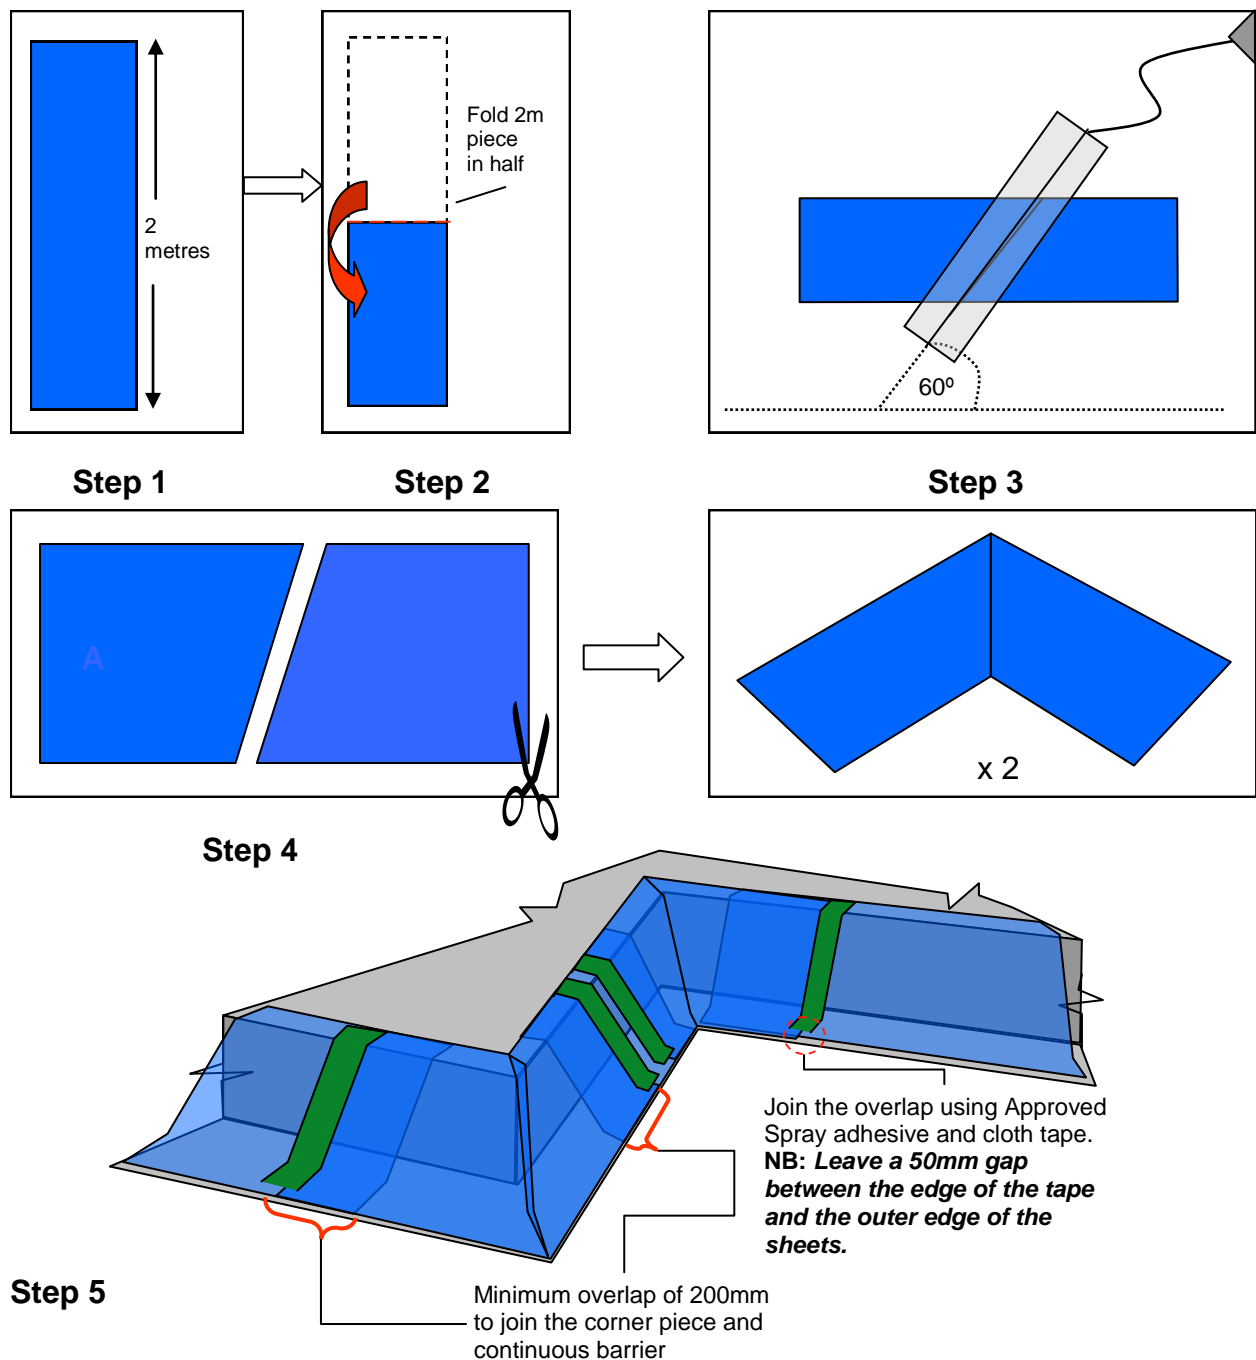 2
metres
Fold 2m
piece
in half
60º
Step 1
Step 2
Step 3
A
x 2
Step 4
Join the overlap using Approved
Spray adhesive and cloth tape.
NB: Leave a 50mm gap
between the edge of the tape
and the outer edge of the
sheets.
Step 5
Minimum overlap of 200mm
to join the corner piece and
continuous barrier